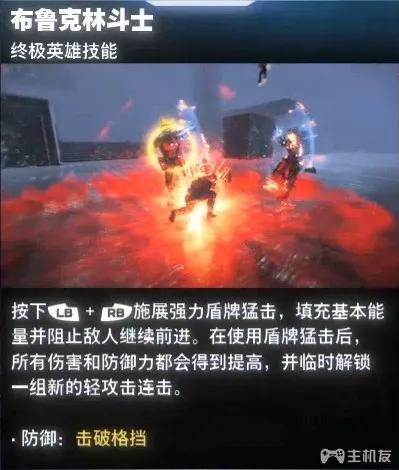 布鲁克林斗士
终极英雄技能
按下LB + RB施展强力盾牌猛击，填充基本能
量并阻止敌人继续前进。在使用盾牌猛击后，
所有伤害和防御力都会得到提高，并临时解锁
一组新的轻攻击连击。
· 防御：击破格挡
主机友